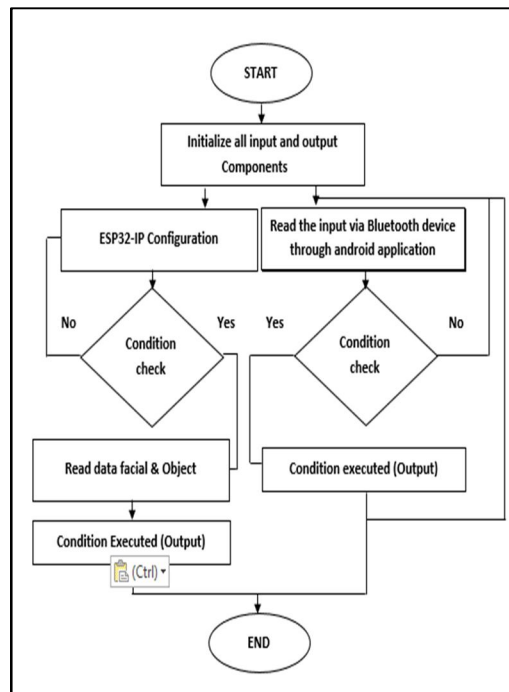 START
Initialize all input and output
Components
ESP32-IP Configuration
Read the input via Bluetooth device
through android application
No
Condition
check
Yes
Yes
Condition
check
No
Read data facial & Object
Condition executed (Output)
Condition Executed (Output)
(Ctrl)
END